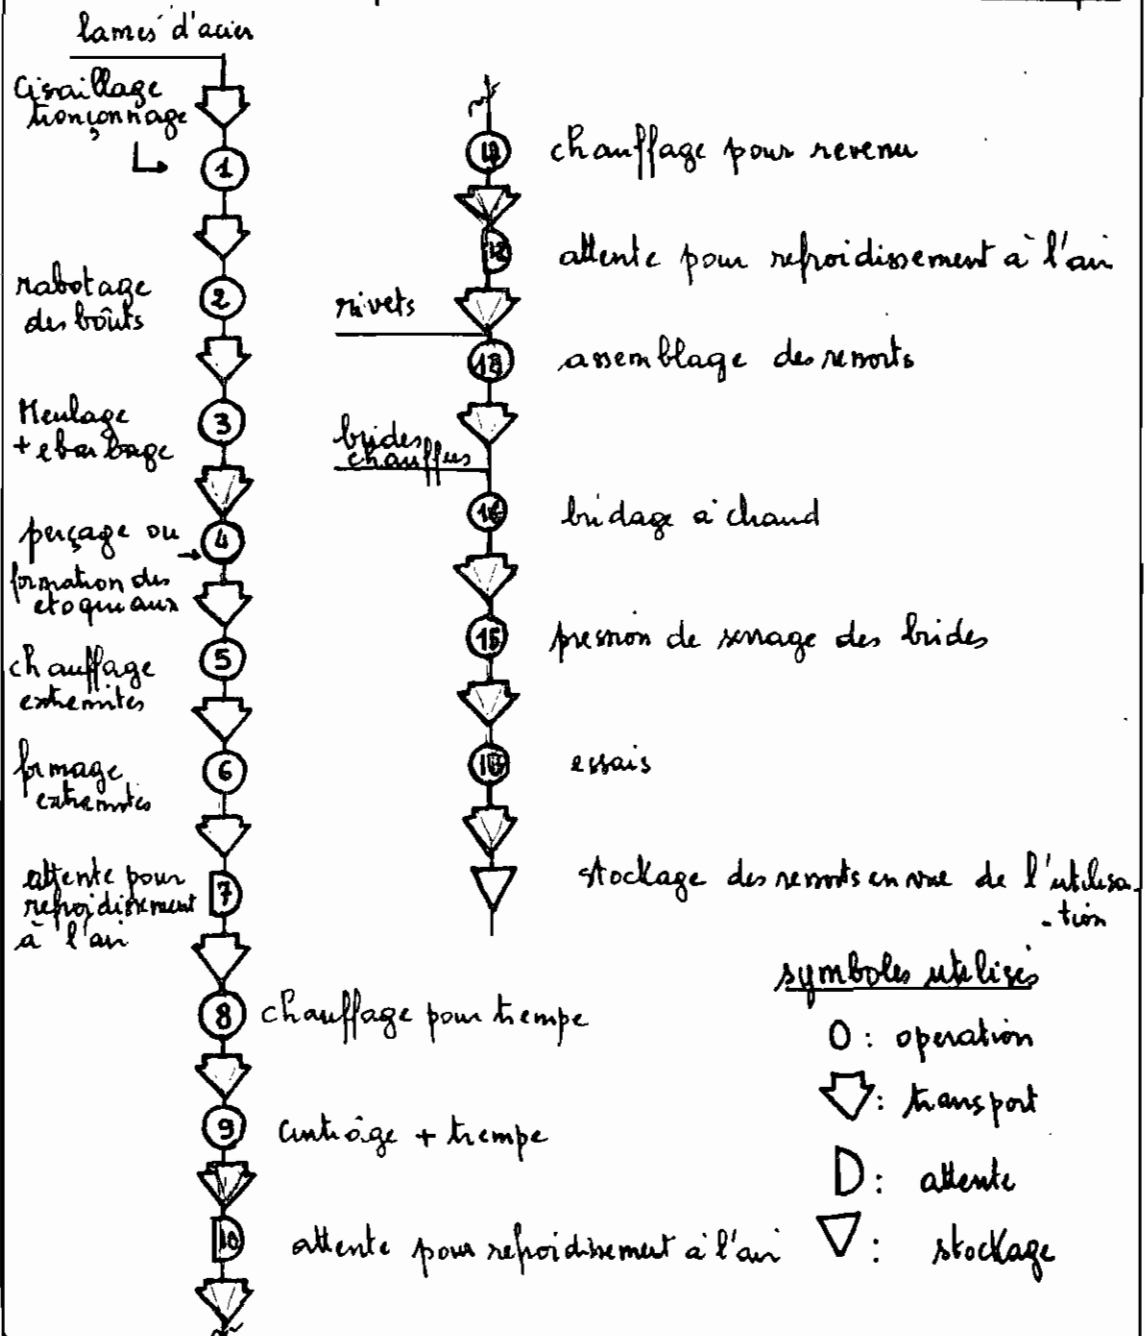 lames d'acier
Cisaillage
tronçonnage
1
rabotage
des boûts
2
Meulage
+ ebarbage
3
perçage ou
formation des
etoquiaux
4
chauffage
extremites
5
formage
extremites
6
attente pour
refroidissement
à l'air
7
8 chauffage pour trempe
9 cintrage + trempe
10 attente pour refroidissement à l'air
11 chauffage pour revenu
12 attente pour refroidissement à l'air
rivets
13 assemblage des ressorts
brides
chauffees
14 bridage à chaud
15 pression de serrage des brides
16 essais
stockage des ressorts en vue de l'utilisa-
-tion
symboles utilisés
O : operation
: transport
D : attente
: stockage